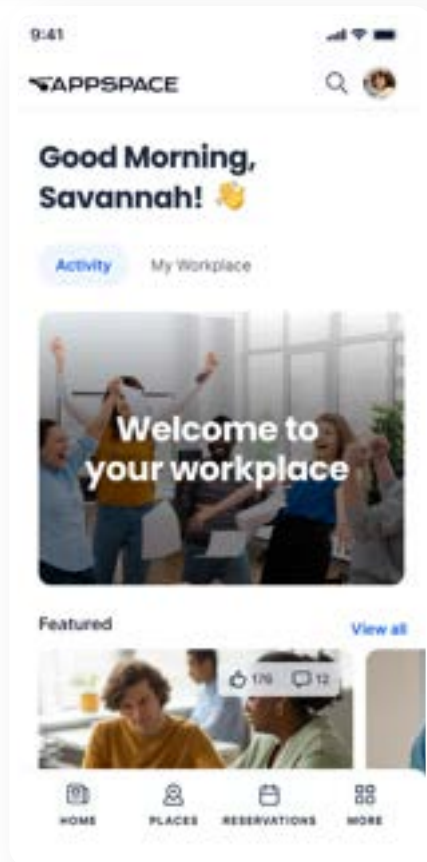 9:41
APPSPACE
Good Morning,
Savannah! 👋
Activity My Workplace
Welcome to
your workplace
Featured View all
176 12
HOME PLACES RESERVATIONS MORE